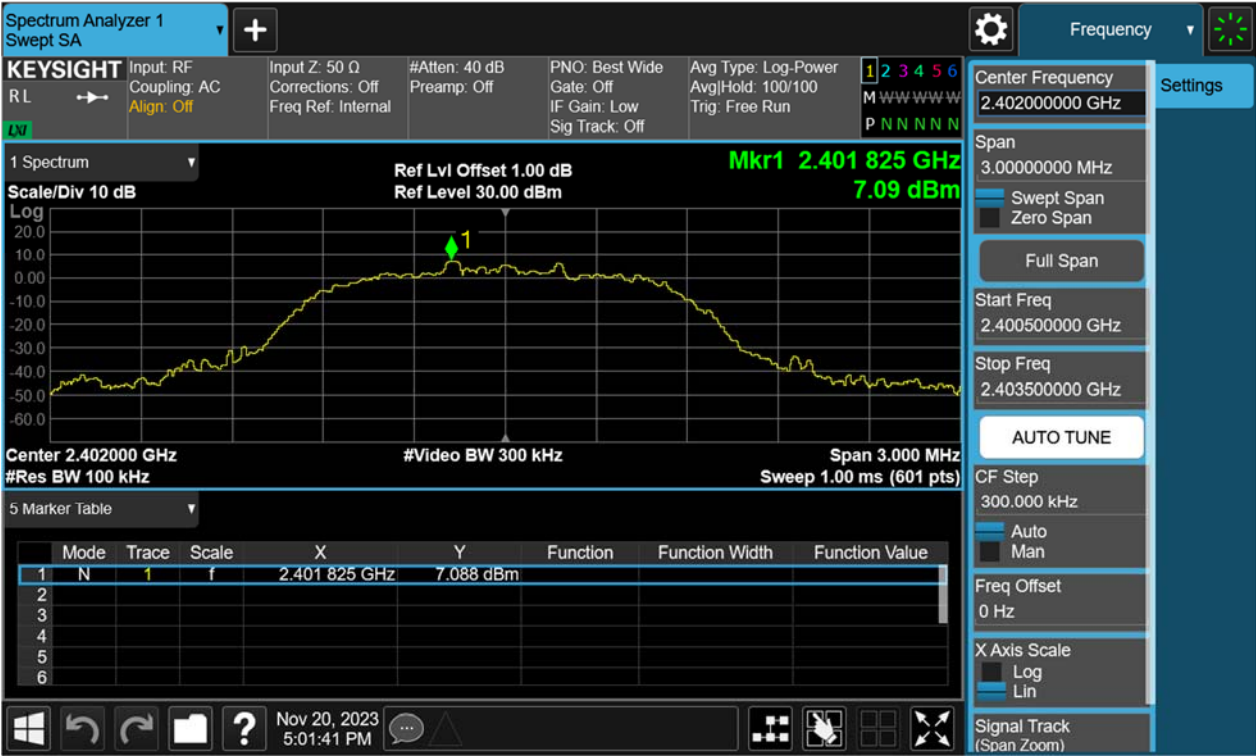 Spectrum Analyzer 1
Swept SA
+
Frequency
KEYSIGHT
R L
LXI
Input: RF
Coupling: AC
Align: Off
Input Z: 50 Ω
Corrections: Off
Freq Ref: Internal
#Atten: 40 dB
Preamp: Off
PNO: Best Wide
Gate: Off
IF Gain: Low
Sig Track: Off
Avg Type: Log-Power
Avg|Hold: 100/100
Trig: Free Run
1 2 3 4 5 6
M W W W W W
P N N N N N
1 Spectrum
Scale/Div 10 dB
Ref Lvl Offset 1.00 dB
Ref Level 30.00 dBm
Mkr1 2.401 825 GHz
7.09 dBm
Log
20.0
10.0
0.00
-10.0
-20.0
-30.0
-40.0
-50.0
-60.0
1
Center 2.402000 GHz
#Res BW 100 kHz
#Video BW 300 kHz
Span 3.000 MHz
Sweep 1.00 ms (601 pts)
5 Marker Table
Mode Trace Scale X Y Function Function Width Function Value
1 N 1 f 2.401 825 GHz 7.088 dBm
2
3
4
5
6
?
Nov 20, 2023
5:01:41 PM
Center Frequency
2.402000000 GHz
Settings
Span
3.00000000 MHz
Swept Span
Zero Span
Full Span
Start Freq
2.400500000 GHz
Stop Freq
2.403500000 GHz
AUTO TUNE
CF Step
300.000 kHz
Auto
Man
Freq Offset
0 Hz
X Axis Scale
Log
Lin
Signal Track
(Span Zoom)